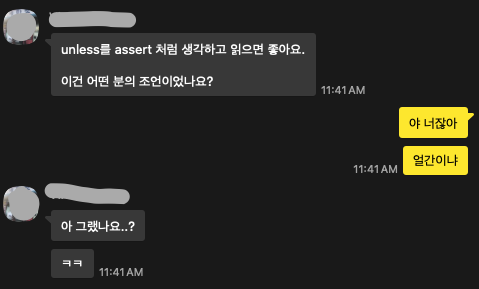 unless를 assert 처럼 생각하고 읽으면 좋아요.
이건 어떤 분의 조언이었나요?
11:41 AM
야 너잖아
얼간이냐
11:41 AM
아 그랬나요..?
ㅋㅋ
11:41 AM